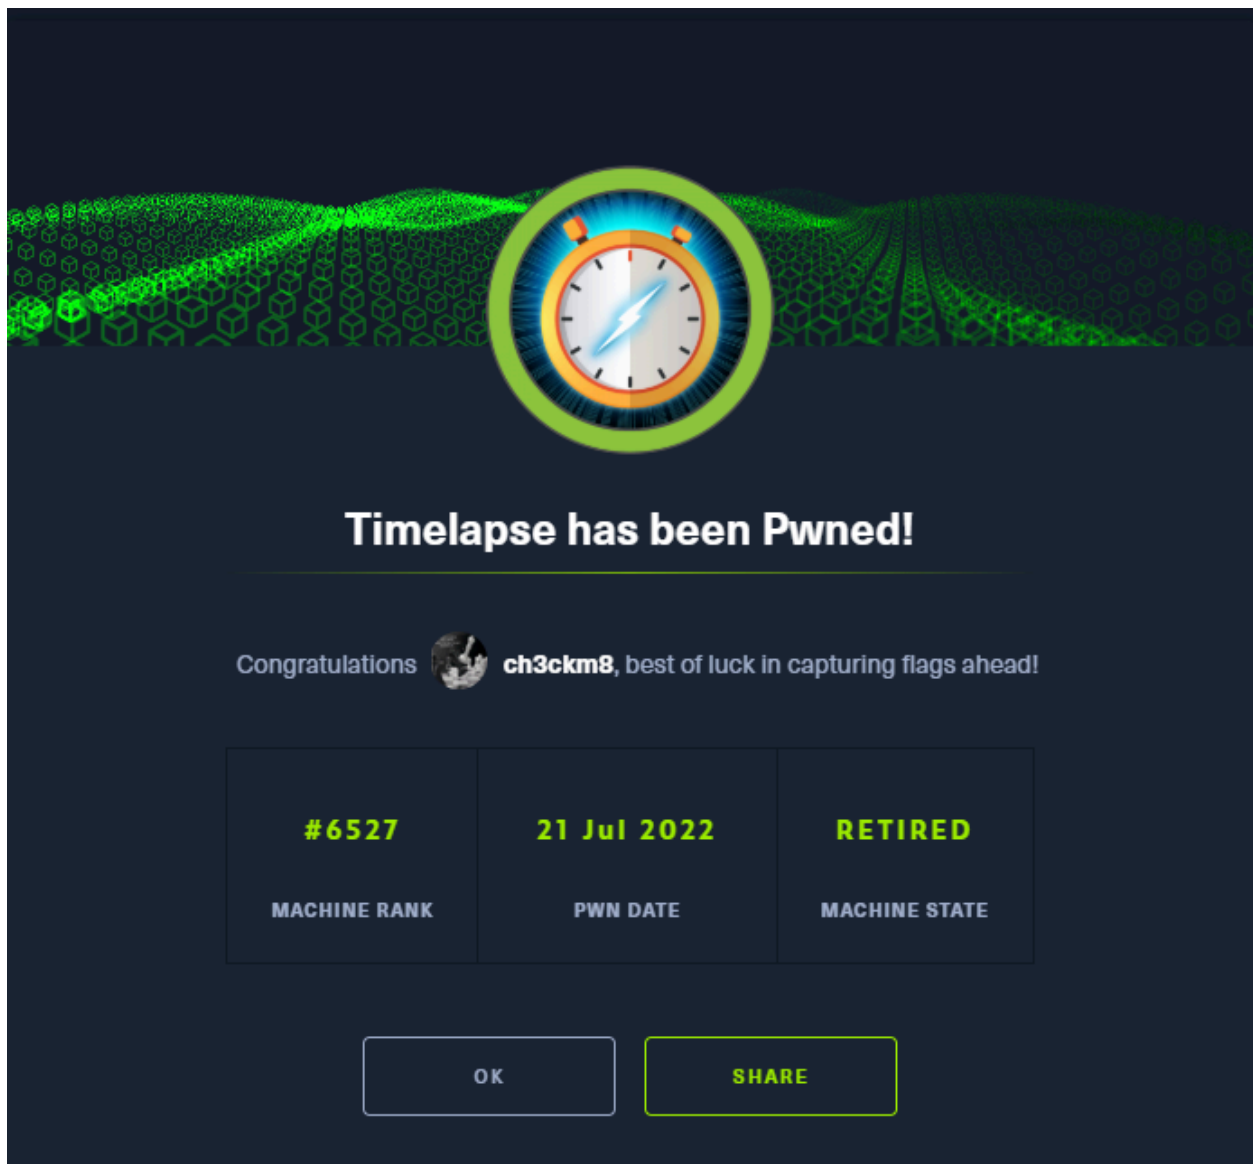 Timelapse has been Pwned!
Congratulations ch3ckm8, best of luck in capturing flags ahead!
#6527 21 Jul 2022 RETIRED
MACHINE RANK PWN DATE MACHINE STATE
OK SHARE